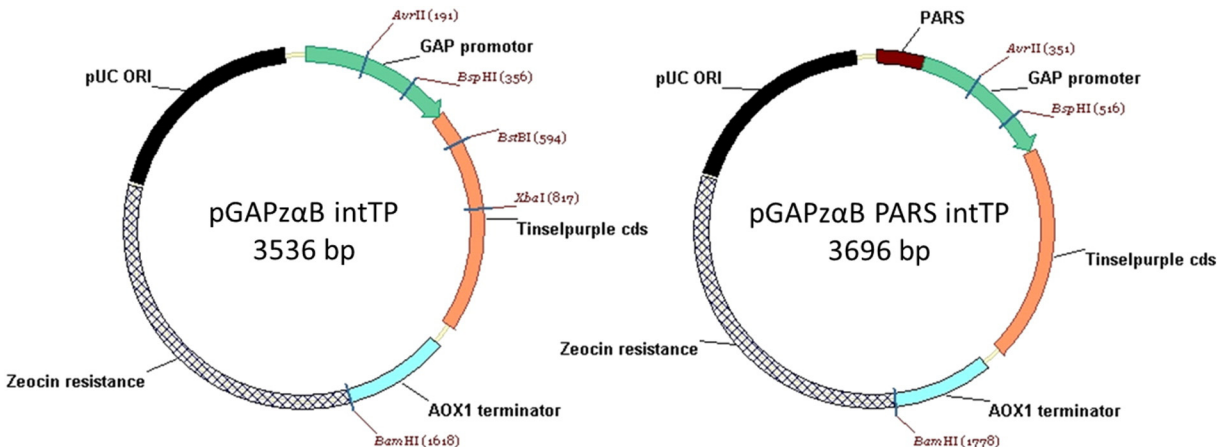 AvrII (191)
GAP promotor
BspHI (356)
pUC ORI
BstBI (594)
XbaI (817)
pGAPzαB intTP
3536 bp
Tinselpurple cds
Zeocin resistance
AOX1 terminator
BamHI (1618)
PARS
AvrII (351)
GAP promoter
pUC ORI
BspHI (516)
pGAPzαB PARS intTP
3696 bp
Tinselpurple cds
Zeocin resistance
AOX1 terminator
BamHI (1778)